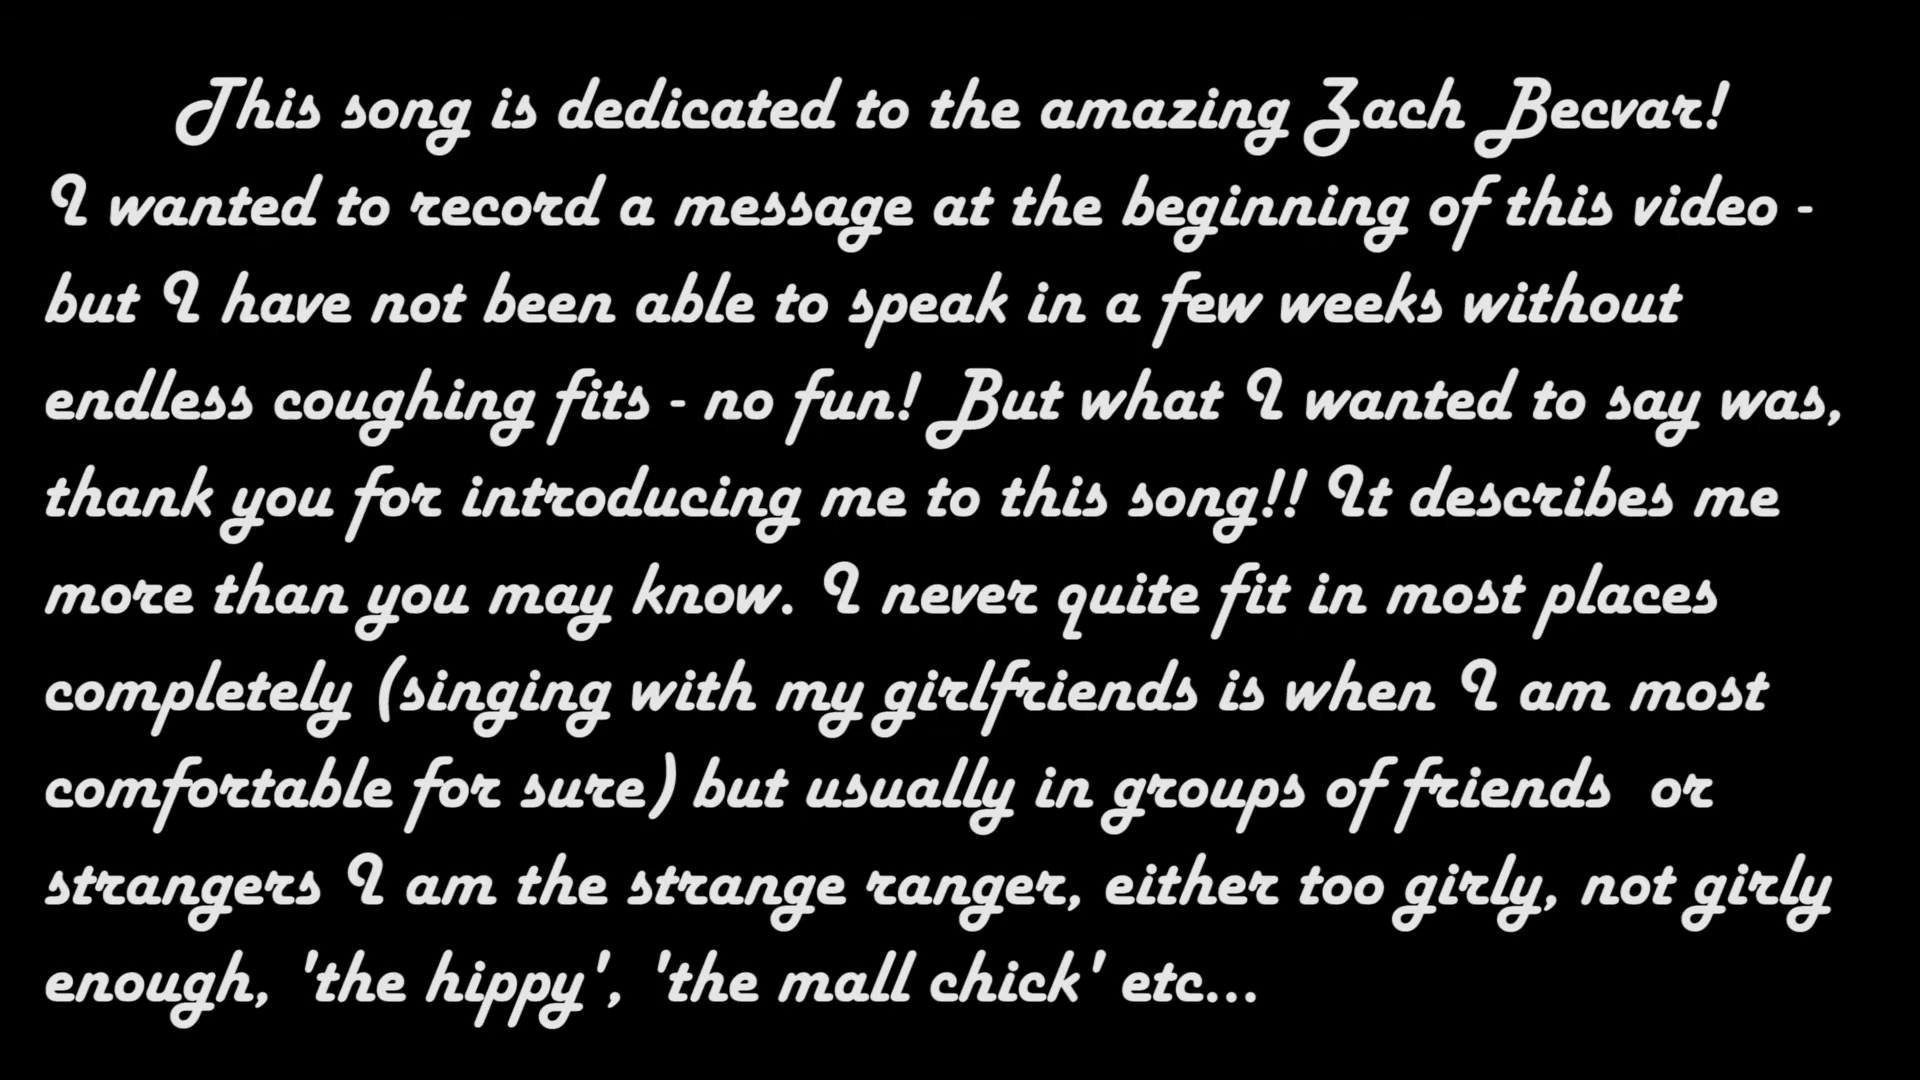 This song is dedicated to the amazing Zach Becvar!
I wanted to record a message at the beginning of this video -
but I have not been able to speak in a few weeks without
endless coughing fits - no fun! But what I wanted to say was,
thank you for introducing me to this song!! It describes me
more than you may know. I never quite fit in most places
completely (singing with my girlfriends is when I am most
comfortable for sure) but usually in groups of friends  or
strangers I am the strange ranger, either too girly, not girly
enough, 'the hippy', 'the mall chick' etc...